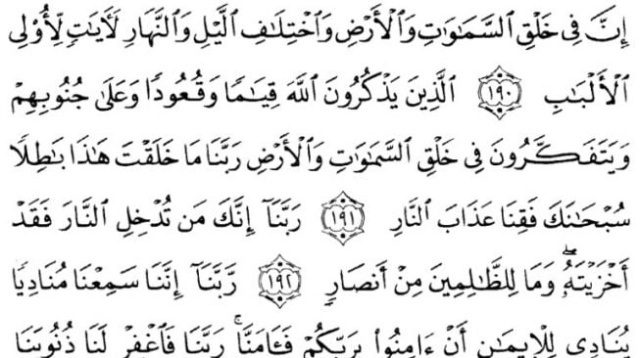 إِنَّ فِي خَلْقِ ٱلسَّمَٰوَٰتِ وَٱلْأَرْضِ وَٱخْتِلَٰفِ ٱلَّيْلِ وَٱلنَّهَارِ لَءَايَٰتٍ لِّأُو۟لِي
ٱلْأَلْبَٰبِ ١٩٠ ٱلَّذِينَ يَذْكُرُونَ ٱللَّهَ قِيَٰمًا وَقُعُودًا وَعَلَىٰ جُنُوبِهِمْ
وَيَتَفَكَّرُونَ فِي خَلْقِ ٱلسَّمَٰوَٰتِ وَٱلْأَرْضِ رَبَّنَا مَا خَلَقْتَ هَٰذَا بَٰطِلًا
سُبْحَٰنَكَ فَقِنَا عَذَابَ ٱلنَّارِ ١٩١ رَبَّنَآ إِنَّكَ مَن تُدْخِلِ ٱلنَّارَ فَقَدْ
أَخْزَيْتَهُۥۖ وَمَا لِلظَّٰلِمِينَ مِنْ أَنصَارٍ ١٩٢ رَّبَّنَآ إِنَّنَا سَمِعْنَا مُنَادِيًا
يُنَادِي لِلْإِيمَٰنِ أَنْ ءَامِنُوا۟ بِرَبِّكُمْ فَـَٔامَنَّاۚ رَبَّنَا فَٱغْفِرْ لَنَا ذُنُوبَنَا